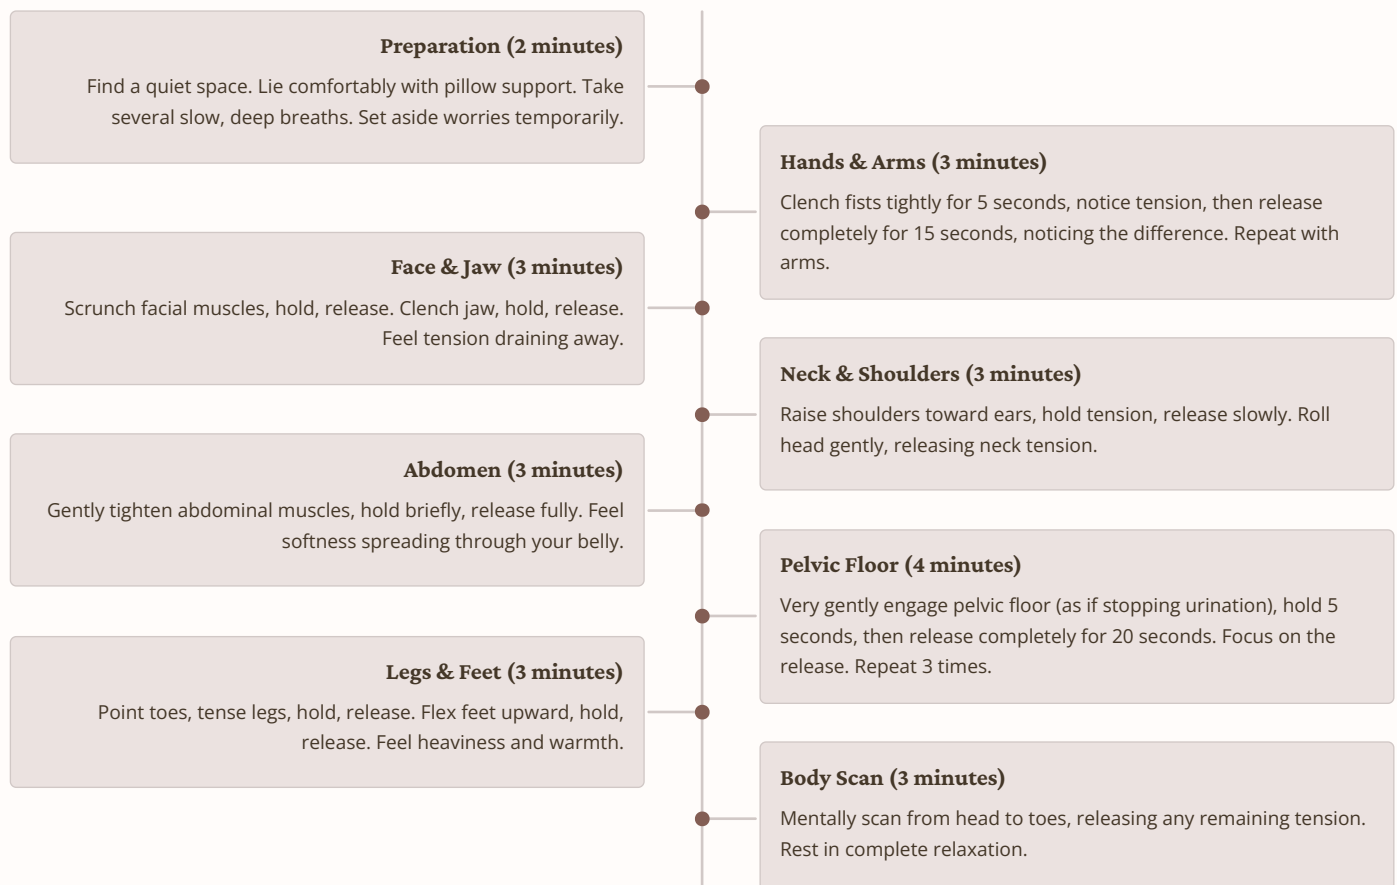 Preparation (2 minutes)
Find a quiet space. Lie comfortably with pillow support. Take
several slow, deep breaths. Set aside worries temporarily.
Hands & Arms (3 minutes)
Clench fists tightly for 5 seconds, notice tension, then release
completely for 15 seconds, noticing the difference. Repeat with
arms.
Face & Jaw (3 minutes)
Scrunch facial muscles, hold, release. Clench jaw, hold, release.
Feel tension draining away.
Neck & Shoulders (3 minutes)
Raise shoulders toward ears, hold tension, release slowly. Roll
head gently, releasing neck tension.
Abdomen (3 minutes)
Gently tighten abdominal muscles, hold briefly, release fully. Feel
softness spreading through your belly.
Pelvic Floor (4 minutes)
Very gently engage pelvic floor (as if stopping urination), hold 5
seconds, then release completely for 20 seconds. Focus on the
release. Repeat 3 times.
Legs & Feet (3 minutes)
Point toes, tense legs, hold, release. Flex feet upward, hold,
release. Feel heaviness and warmth.
Body Scan (3 minutes)
Mentally scan from head to toes, releasing any remaining tension.
Rest in complete relaxation.